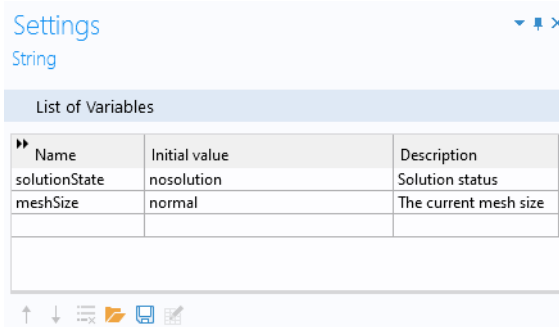 Settings
String
List of Variables
Name Initial value Description
solutionState nosolution Solution status
meshSize normal The current mesh size